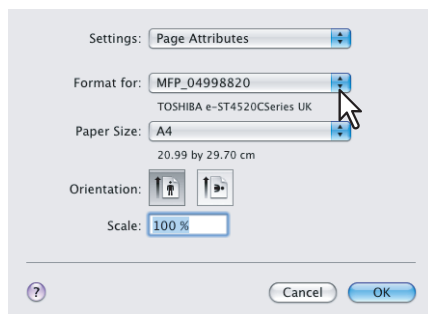 Settings: Page Attributes
Format for: MFP_04998820
TOSHIBA e-ST4520CSeries UK
Paper Size: A4
20.99 by 29.70 cm
Orientation:
Scale: 100 %
? Cancel OK